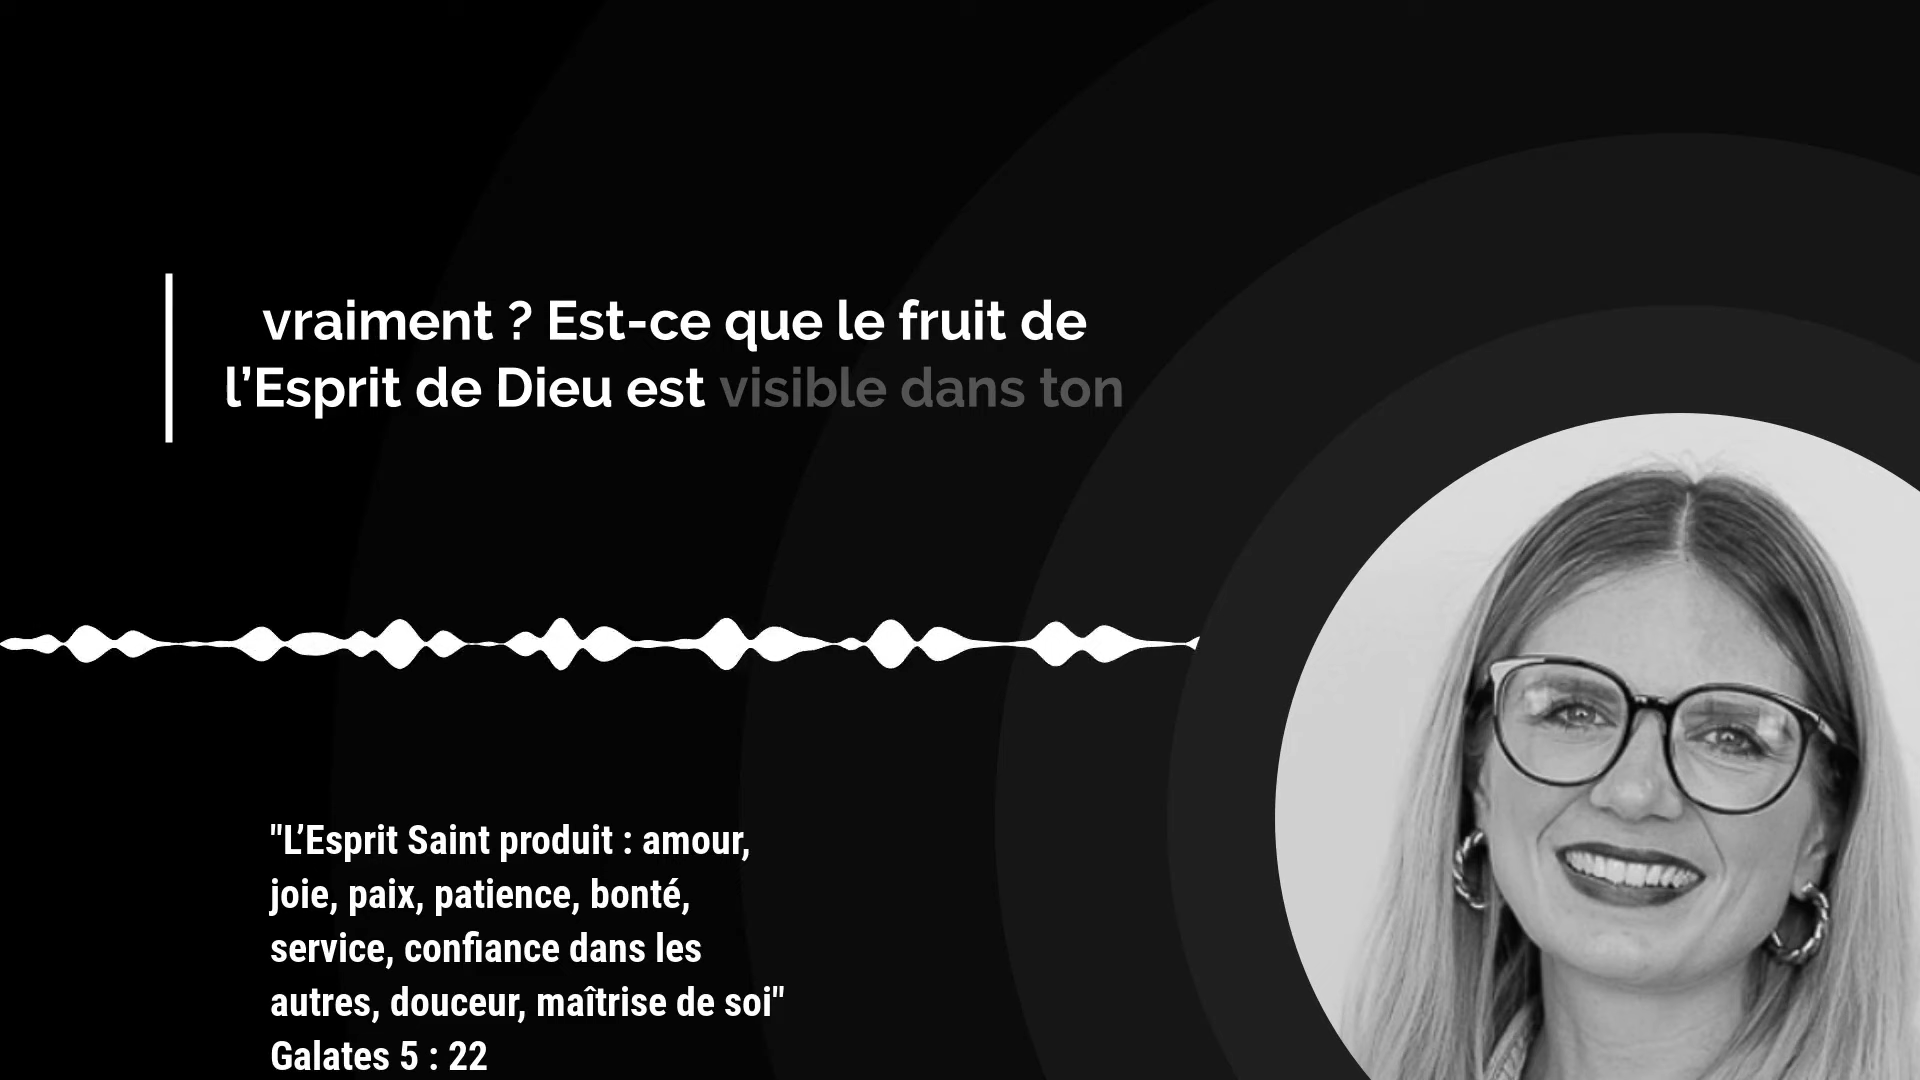 vraiment ? Est-ce que le fruit de
l’Esprit de Dieu est visible dans ton
"L’Esprit Saint produit : amour,
joie, paix, patience, bonté,
service, confiance dans les
autres, douceur, maîtrise de soi"
Galates 5 : 22